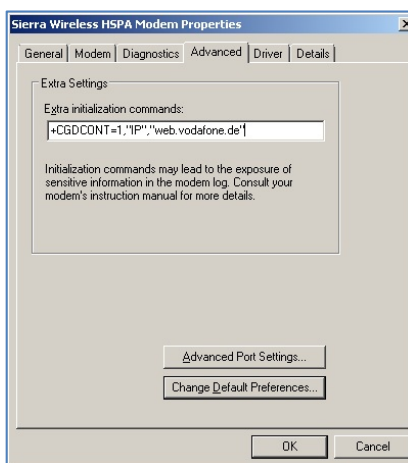 Sierra Wireless HSPA Modem Properties
General Modem Diagnostics Advanced Driver Details
Extra Settings
Extra initialization commands:
+CGDCONT=1,"IP","web.vodafone.de"
Initialization commands may lead to the exposure of
sensitive information in the modem log. Consult your
modem's instruction manual for more details.
Advanced Port Settings...
Change Default Preferences...
OK Cancel